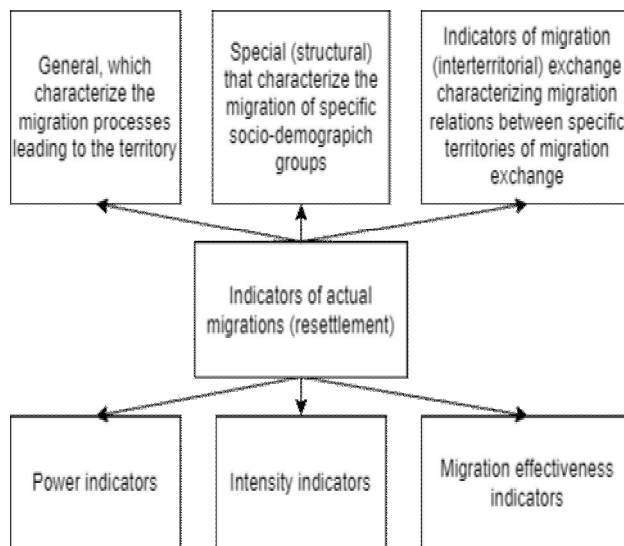 General, which
characterize the
migration processes
leading to the territory
Special (structural)
that characterize the
migration of specific
socio-demograpich
groups
Indicators of migration
(interterritorial) exchange
characterizing migration
relations between specific
territories of migration
exchange
Indicators of actual
migrations (resettlement)
Power indicators
Intensity indicators
Migration effectiveness
indicators